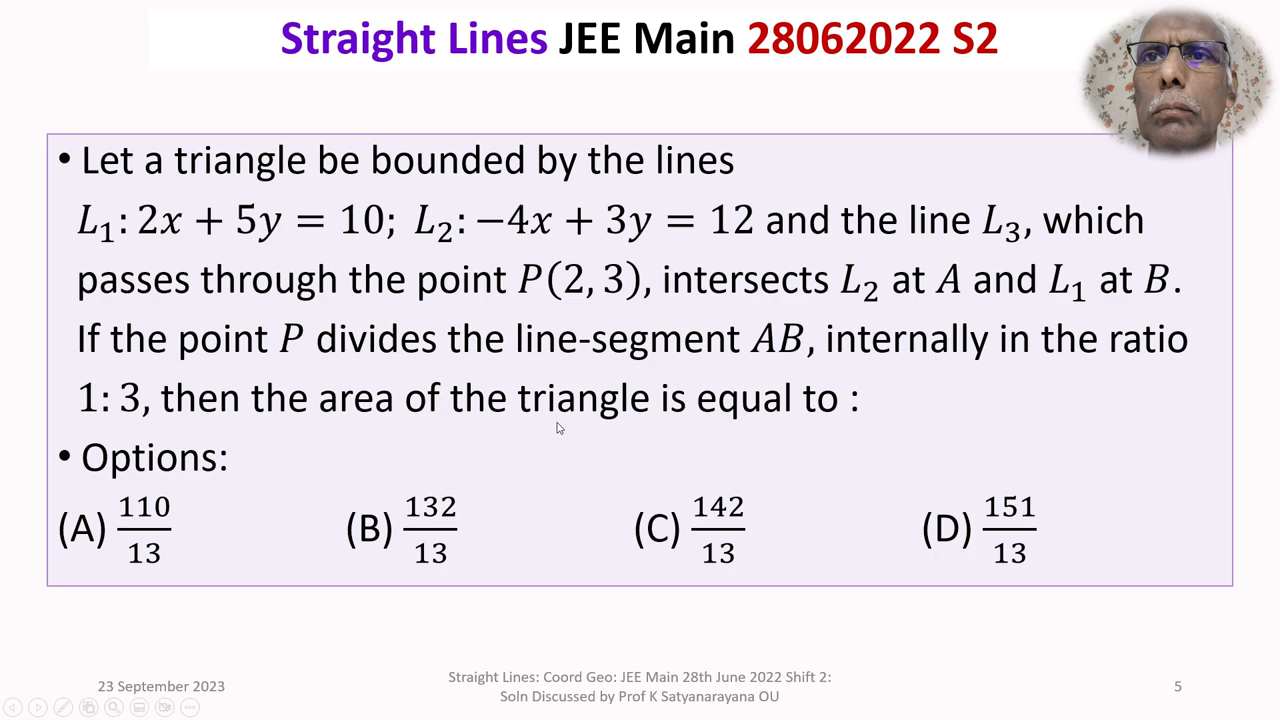 Straight Lines JEE Main 28062022 S2
• Let a triangle be bounded by the lines
L₁: 2x + 5y = 10; L₂: −4x + 3y = 12 and the line L₃, which
passes through the point P(2, 3), intersects L₂ at A and L₁ at B.
If the point P divides the line-segment AB, internally in the ratio
1: 3, then the area of the triangle is equal to :
• Options:
(A) 110/13 (B) 132/13 (C) 142/13 (D) 151/13
23 September 2023
Straight Lines: Coord Geo: JEE Main 28th June 2022 Shift 2:
Soln Discussed by Prof K Satyanarayana OU
5